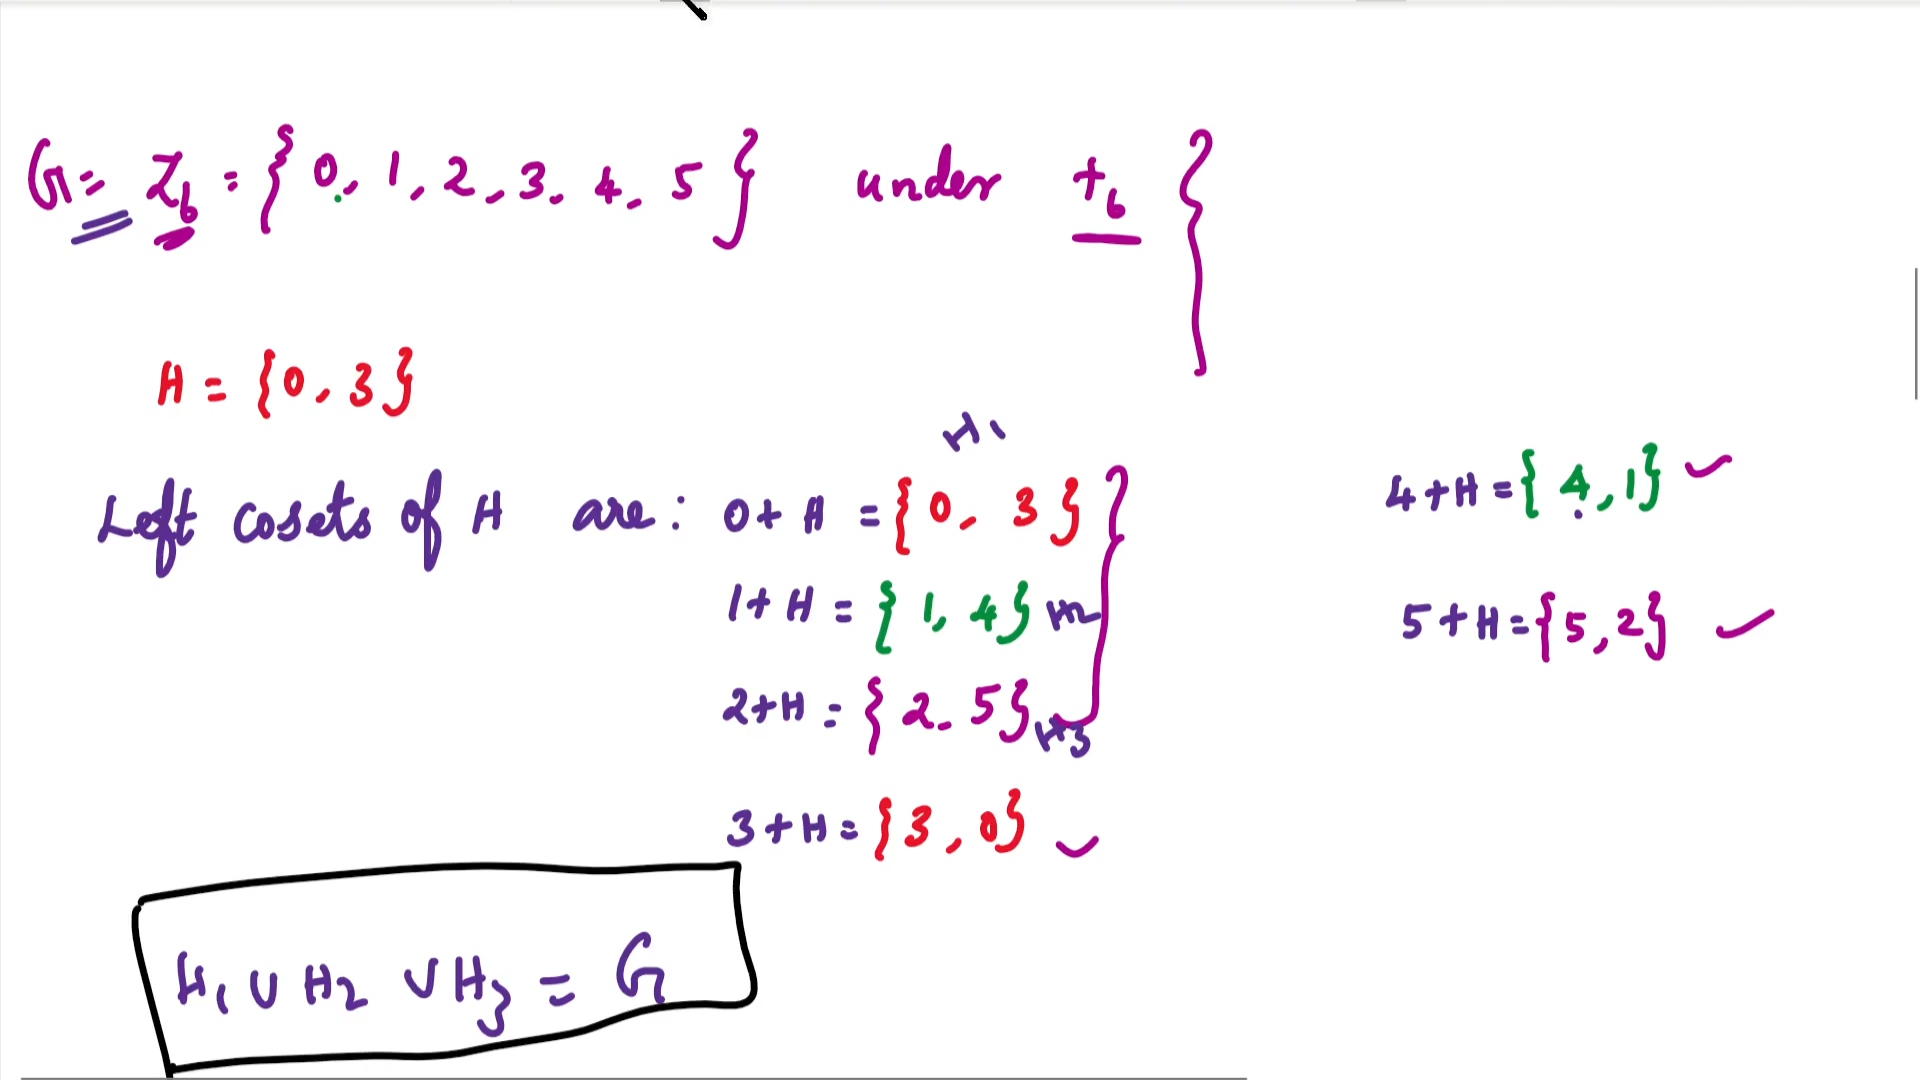 G = Z₆ = {0, 1, 2, 3, 4, 5} under +₆ {
H = {0, 3}
H₁
Left cosets of H are: 0 + H = {0, 3}
1 + H = {1, 4} H₂
2 + H = {2, 5} H₃
3 + H = {3, 0} ✓
4 + H = {4, 1} ✓
5 + H = {5, 2} ✓
H₁ ∪ H₂ ∪ H₃ = G